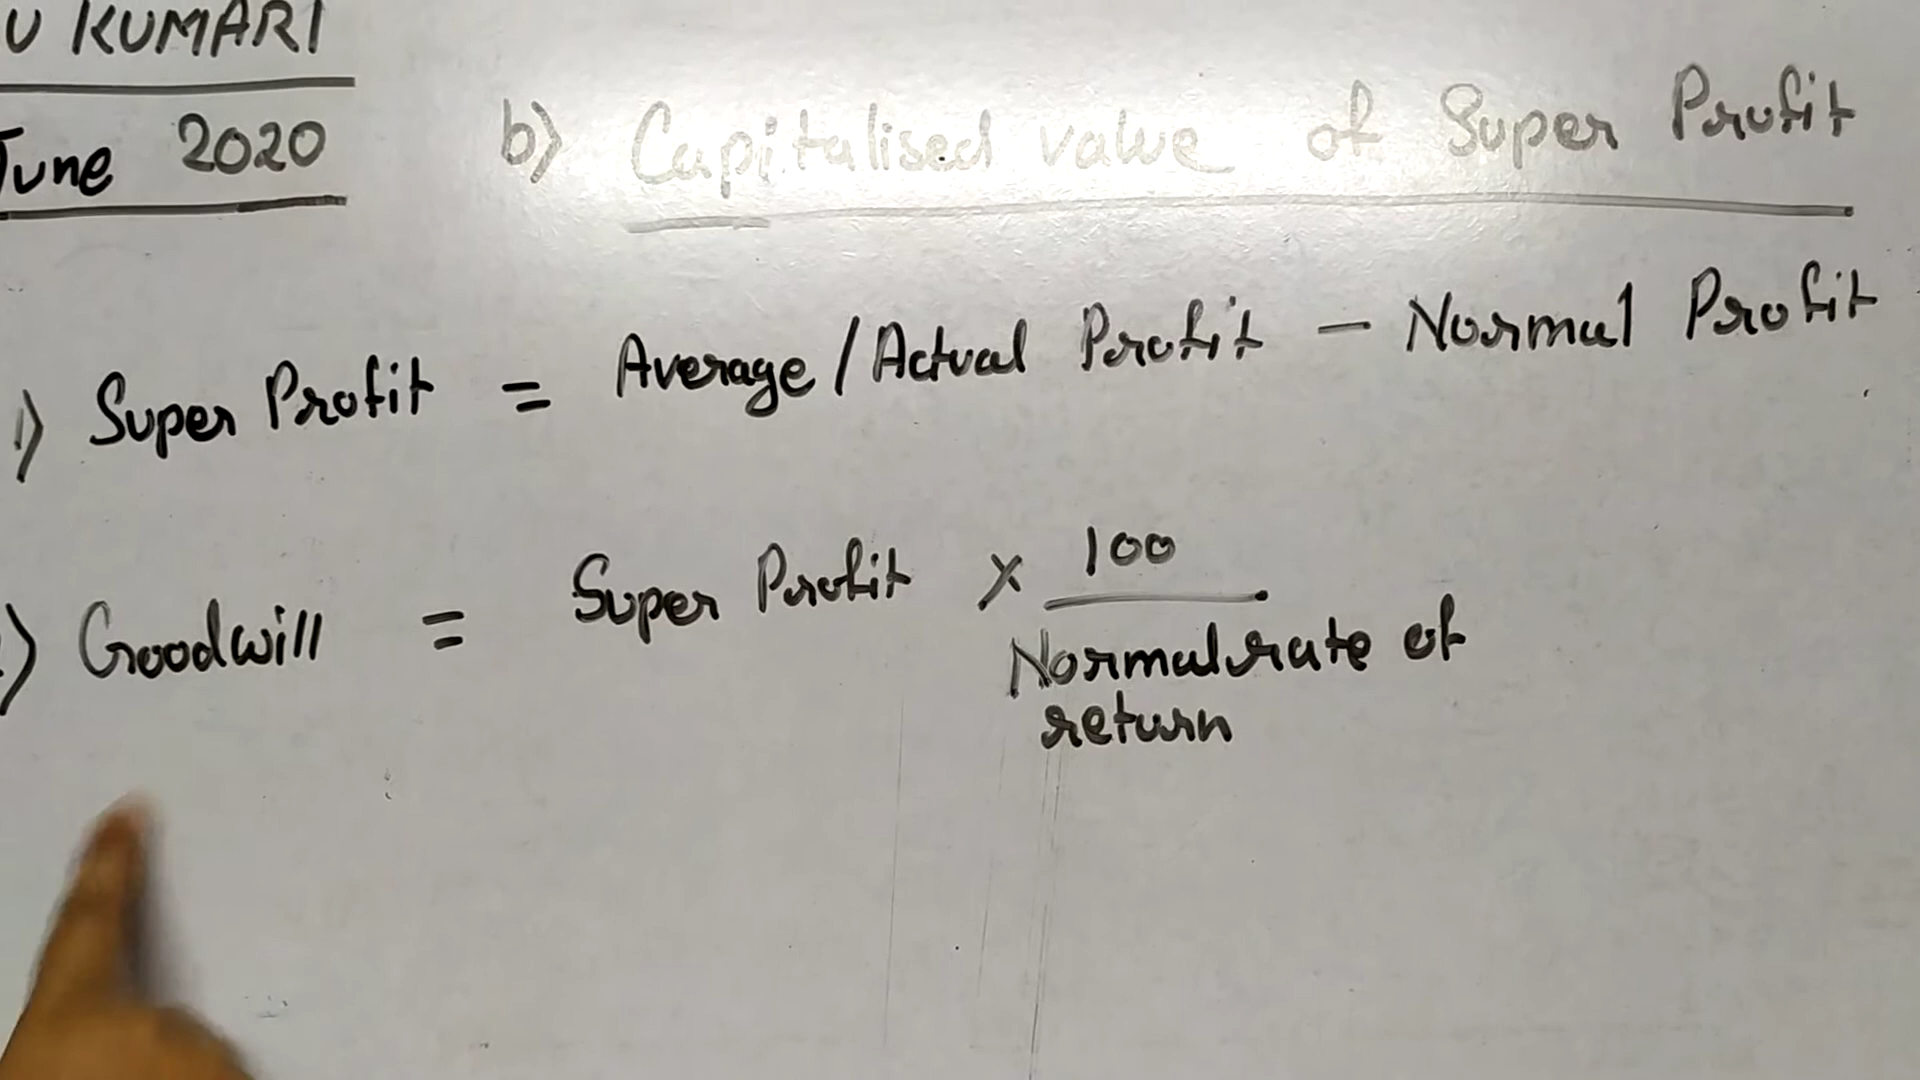 U KUMARI
June 2020
b) Capitalised value of Super Profit
1) Super Profit = Average / Actual Profit - Normal Profit
) Goodwill = Super Profit × 100
Normal rate of
return